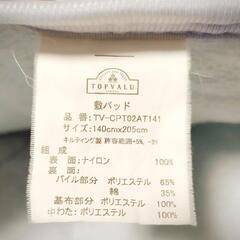 TOPVALU
敷パッド
品番:TV-CPT02AT141
サイズ:140cm×205cm
キルティング製 許容範囲+5%、-3%
組成
表面:ナイロン 100%
裏面:
パイル部分 ポリエステル 65%
綿 35%
基布部分 ポリエステル 100%
中わた:ポリエステル 100%